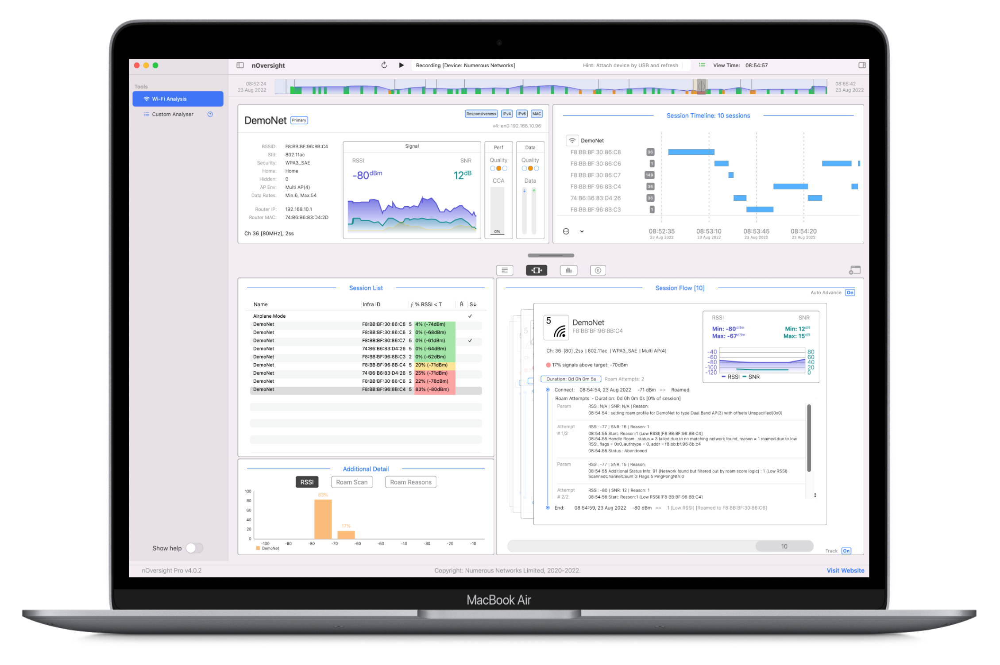 nOversight
Recording [Device: Numerous Networks]
Hint: Attach device by USB and refresh
View Time: 08:54:57
Tools
Wi-Fi Analysis
Custom Analyser
08:52:24
23 Aug 2022
08:55:42
23 Aug 2022
DemoNet Primary
Responsiveness IPv4 IPv6 MAC
v4: en0:192.168.10.96
BSSID: F8:BB:BF:96:8B:C4
Std: 802.11ac
Security: WPA3_SAE
Home: Home
Hidden: 0
AP Env: Multi AP(4)
Data Rates: Min:6, Max:54
Router IP: 192.168.10.1
Router MAC: 74:B6:B6:83:D4:2D
Ch 36 [80MHz], 2ss
Signal
RSSI SNR
-80dBm 12dB
Perf
Quality
CCA
0%
Data
Quality
Data
Session Timeline: 10 sessions
DemoNet
F8:BB:BF:30:86:C8 36
F8:BB:BF:30:86:C6 1
F8:BB:BF:30:86:C7 149
F8:BB:BF:96:8B:C4 36
74:B6:B6:83:D4:26 36
F8:BB:BF:96:8B:C3 1
08:52:35 08:53:10 08:53:45 08:54:20
23 Aug 2022 23 Aug 2022 23 Aug 2022 23 Aug 2022
Session List
Name Infra ID % RSSI < T Ḃ S↓
Airplane Mode ✓
DemoNet F8:BB:BF:30:86:C8 5 4% (-74dBm)
DemoNet F8:BB:BF:30:86:C6 2 0% (-68dBm)
DemoNet F8:BB:BF:30:86:C7 5 0% (-61dBm) ✓
DemoNet 74:B6:B6:83:D4:26 5 0% (-64dBm)
DemoNet F8:BB:BF:96:8B:C3 2 0% (-62dBm)
DemoNet F8:BB:BF:96:8B:C4 5 20% (-71dBm)
DemoNet 74:B6:B6:83:D4:26 5 25% (-71dBm)
DemoNet F8:BB:BF:30:86:C6 2 22% (-78dBm)
DemoNet F8:BB:BF:96:8B:C4 5 83% (-80dBm)
Additional Detail
RSSI Roam Scan Roam Reasons
100
80
60
40
20
0
83%
17%
-100 -90 -80 -70 -60 -50 -40 -30 -20 -10
DemoNet
Session Flow [10]
Auto Advance On
5
DemoNet
F8:BB:BF:96:8B:C4
Ch: 36 [80] ,2ss | 802.11ac | WPA3_SAE | Multi AP(4)
17% signals above target: -70dBm
Duration: 0d 0h 0m 5s Roam Attempts: 2
RSSI SNR
Min: -80dBm Min: 12dB
Max: -67dBm Max: 15dB
-40 80
-60 60
-80 40
-100 20
-120 0
RSSI SNR
Connect: 08:54:54, 23 Aug 2022 -71 dBm => Roamed
Roam Attempts - Duration: 0d 0h 0m 0s [0% of session]
Param RSSI: N/A | SNR: N/A | Reason:
08:54:54 : setting roam profile for DemoNet to type Dual Band AP(3) with offsets Unspecified(0x0)
Attempt RSSI: -77 | SNR: 15 | Reason: 1
# 1/2 08:54:55 Start: Reason:1 (Low RSSI)[F8:BB:BF:96:8B:C4]
08:54:55 Handle Roam: status = 3 failed due to no matching network found, reason = 1 roamed due to low
RSSI, flags = 0x0, authtype = 0, addr = f8:bb:bf:96:8b:c4
08:54:55 Status : Abandoned
Param RSSI: -77 | SNR: 15 | Reason:
08:54:55 Additional Status Info: 91 (Network found but filtered out by roam score logic) : 1 (Low RSSI)
ScannedChannelCount:3 Flags:5 PingPongNth:0
Attempt RSSI: -80 | SNR: 12 | Reason: 1
# 2/2 08:54:56 Start: Reason:1 (Low RSSI)[F8:BB:BF:96:8B:C4]
End: 08:54:59, 23 Aug 2022 -80 dBm => 1 (Low RSSI) [Roamed to F8:BB:BF:30:86:C6]
10
Track On
Show help
nOversight Pro v4.0.2
Copyright: Numerous Networks Limited, 2020-2022.
Visit Website
MacBook Air